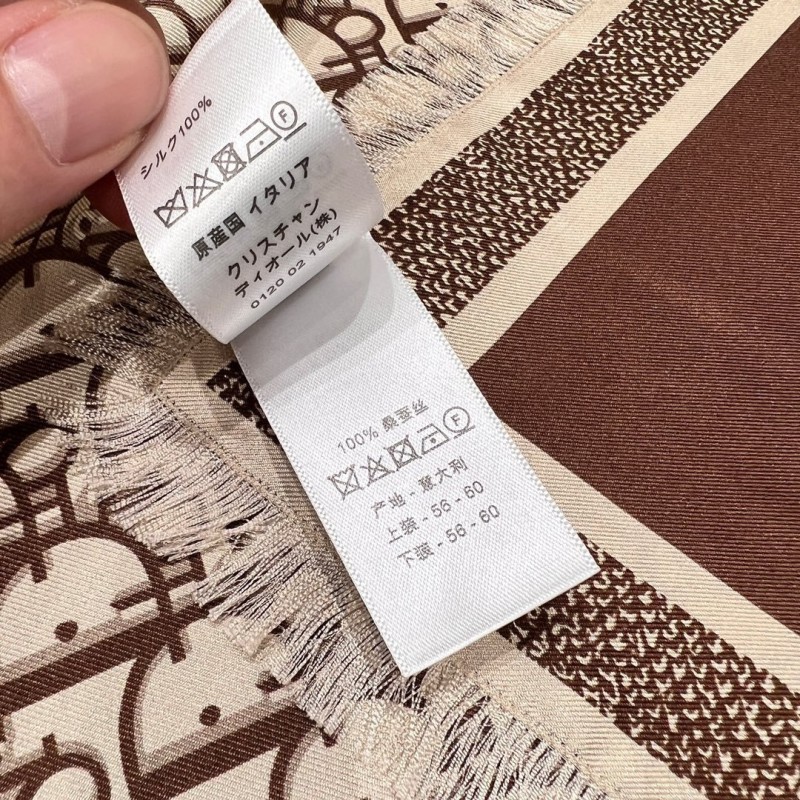 シルク100%
F
原産国 イタリア
クリスチャン
ディオール(株)
0120 02 1947
100% 桑蚕丝
F
产地 - 意大利
上装 - 56 - 60
下装 - 56 - 60